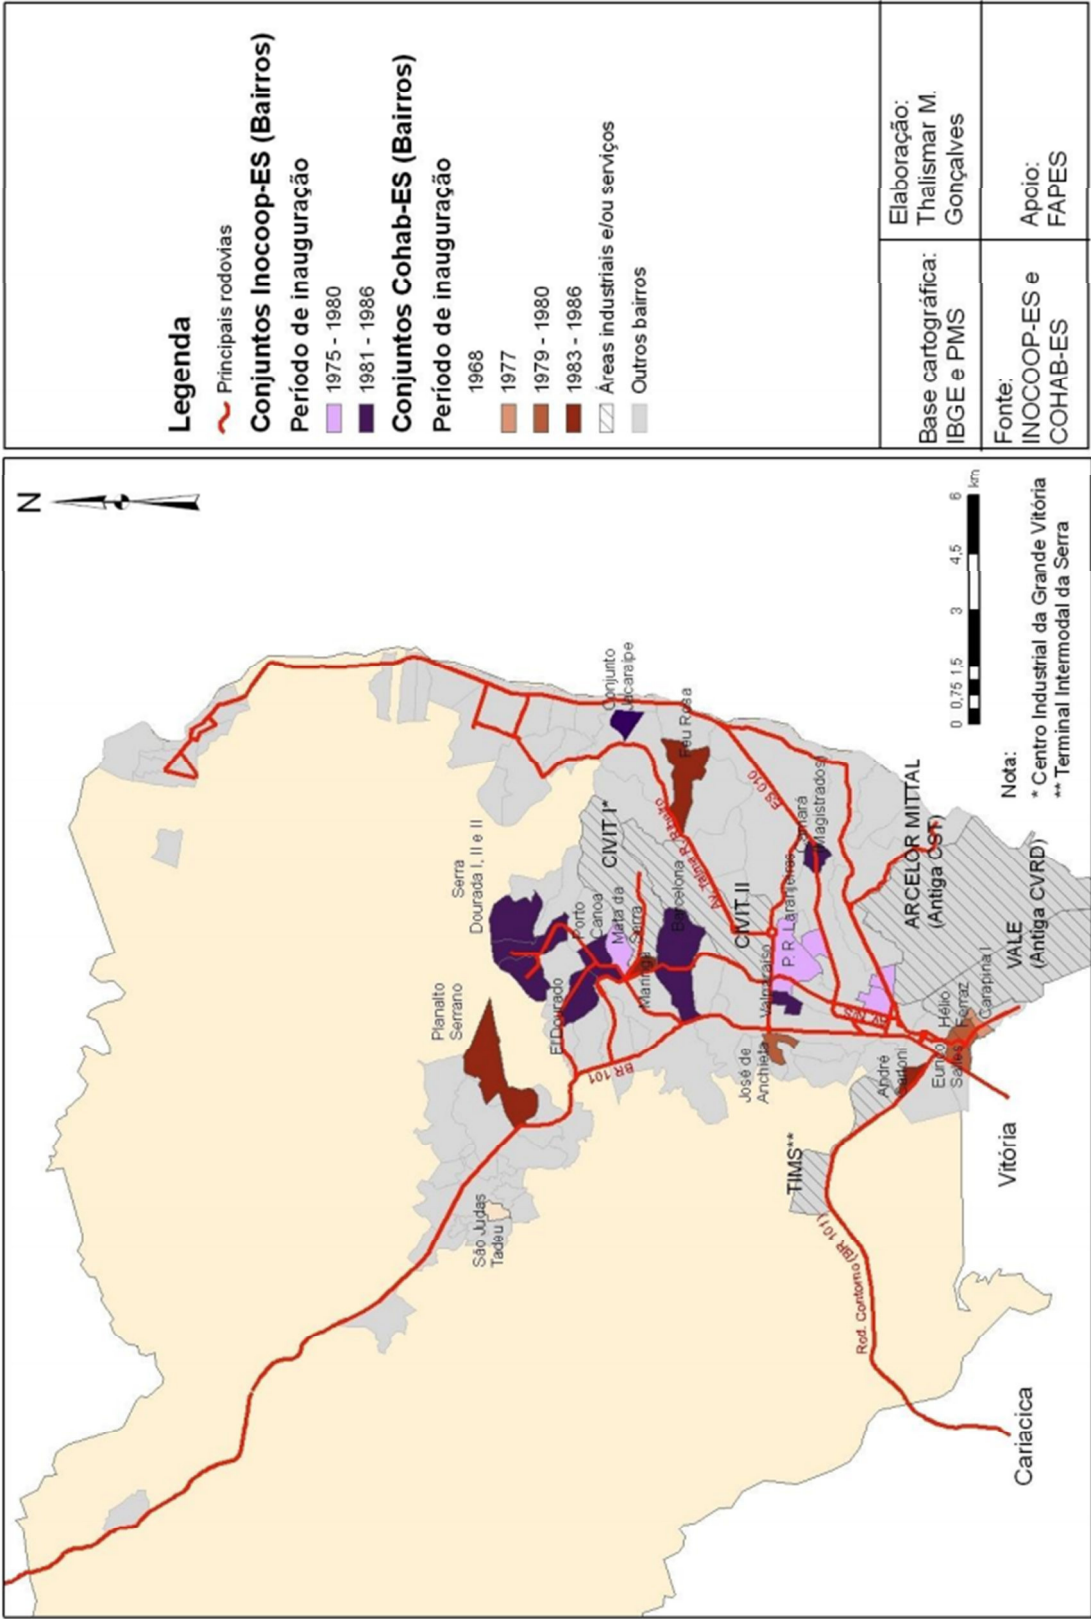 N
Serra
Dourada I, II e II
Planalto
Serrano
Porto
Canoa
Mata da
Serra
El Dourado
São Judas
Tadeu
CIVIT I*
Conjunto
Jacaraipe
Feu Rosa
Barcelona
Maringá
BR 101
ES 010
CIVIT II
P. R. Laranjeiras
Valparaíso
(Magistrados)
José de
Anchieta
TIMS**
Av. N/S
André
Carloni
Eurico
Salles
Hélio
Ferraz
Carapina I
ARCELOR MITTAL
(Antiga CST)
VALE
(Antiga CVRD)
Rod. Contorno (BR 101)
Vitória
Cariacica
0 0,75 1,5 3 4,5 6
km
Nota:
* Centro Industrial da Grande Vitória
** Terminal Intermodal da Serra
Legenda
Principais rodovias
Conjuntos Inocoop-ES (Bairros)
Período de inauguração
1975 - 1980
1981 - 1986
Conjuntos Cohab-ES (Bairros)
Período de inauguração
1968
1977
1979 - 1980
1983 - 1986
Áreas industriais e/ou serviços
Outros bairros
Base cartográfica:
IBGE e PMS
Elaboração:
Thalismar M.
Gonçalves
Fonte:
INOCOOP-ES e
COHAB-ES
Apoio:
FAPES